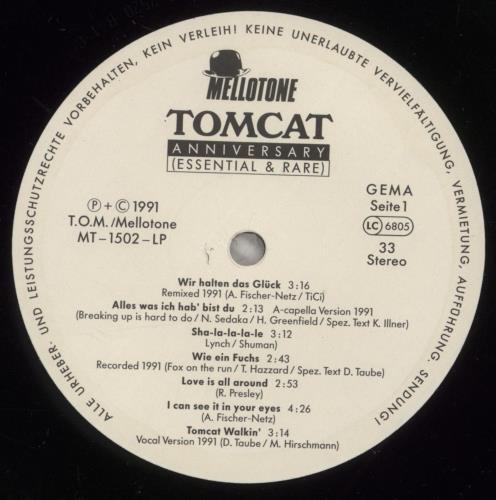 ALLE URHEBER- UND LEISTUNGSSCHUTZRECHTE VORBEHALTEN, KEIN VERLEIH! KEINE UNERLAUBTE VERVIELFÄLTIGUNG, VERMIETUNG, AUFFÜHRUNG, SENDUNG!
MELLOTONE
TOMCAT
ANNIVERSARY
(ESSENTIAL & RARE)
Ⓟ + © 1991
T.O.M./Mellotone
MT–1502–LP
GEMA
Seite 1
LC 6805
33
Stereo
Wir halten das Glück 3:16
Remixed 1991 (A. Fischer-Netz / TiCi)
Alles was ich hab' bist du 2:13 A-capella Version 1991
(Breaking up is hard to do / N. Sedaka / H. Greenfield / Spez. Text K. Illner)
Sha-la-la-la-le 3:12
Lynch / Shuman)
Wie ein Fuchs 2:43
Recorded 1991 (Fox on the run / T. Hazzard / Spez. Text D. Taube)
Love is all around 2:53
(R. Presley)
I can see it in your eyes 4:26
(A. Fischer-Netz)
Tomcat Walkin' 3:14
Vocal Version 1991 (D. Taube / M. Hirschmann)